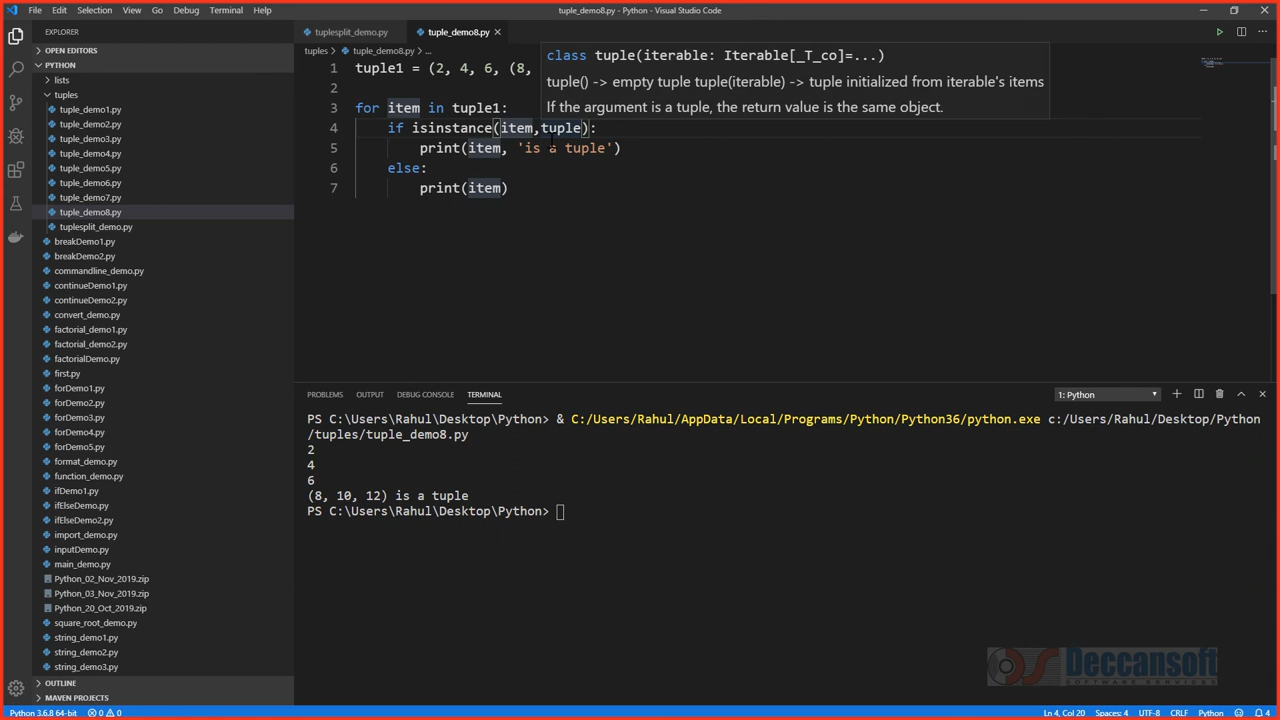 File Edit Selection View Go Debug Terminal Help
tuple_demo8.py - Python - Visual Studio Code
EXPLORER
OPEN EDITORS
PYTHON
lists
tuples
tuple_demo1.py
tuple_demo2.py
tuple_demo3.py
tuple_demo4.py
tuple_demo5.py
tuple_demo6.py
tuple_demo7.py
tuple_demo8.py
tuplesplit_demo.py
breakDemo1.py
breakDemo2.py
commandline_demo.py
continueDemo1.py
continueDemo2.py
convert_demo.py
factorial_demo1.py
factorial_demo2.py
factorialDemo.py
first.py
forDemo1.py
forDemo2.py
forDemo3.py
forDemo4.py
forDemo5.py
format_demo.py
function_demo.py
ifDemo1.py
ifElseDemo.py
ifElseDemo2.py
import_demo.py
inputDemo.py
main_demo.py
Python_02_Nov_2019.zip
Python_03_Nov_2019.zip
Python_20_Oct_2019.zip
square_root_demo.py
string_demo1.py
string_demo2.py
string_demo3.py
OUTLINE
MAVEN PROJECTS
tuplesplit_demo.py tuple_demo8.py
tuples > tuple_demo8.py > ...
1 tuple1 = (2, 4, 6, (8,
2
3 for item in tuple1:
4 if isinstance(item,tuple):
5 print(item, 'is a tuple')
6 else:
7 print(item)
class tuple(iterable: Iterable[_T_co]=...)
tuple() -> empty tuple tuple(iterable) -> tuple initialized from iterable's items
If the argument is a tuple, the return value is the same object.
PROBLEMS OUTPUT DEBUG CONSOLE TERMINAL
1: Python
PS C:\Users\Rahul\Desktop\Python> & C:/Users/Rahul/AppData/Local/Programs/Python/Python36/python.exe c:/Users/Rahul/Desktop/Python
/tuples/tuple_demo8.py
2
4
6
(8, 10, 12) is a tuple
PS C:\Users\Rahul\Desktop\Python>
Deccansoft
SOFTWARE SERVICES
Python 3.6.8 64-bit 0 0
Ln 4, Col 20 Spaces: 4 UTF-8 CRLF Python 4